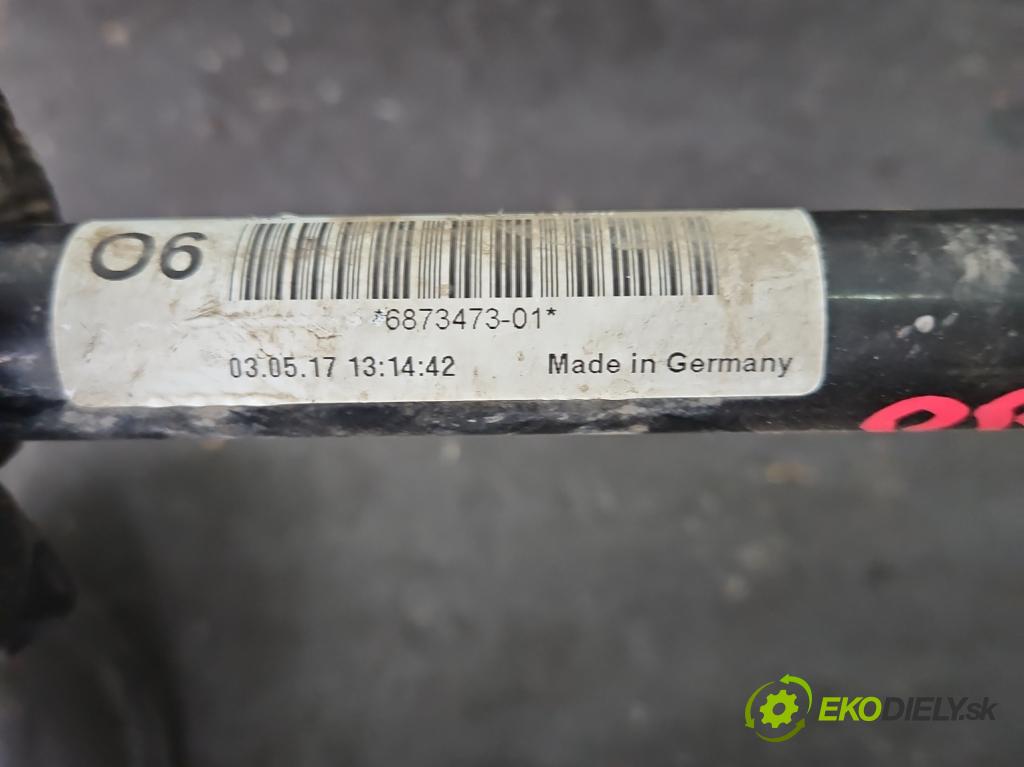 O6
*6873473-01*
03.05.17 13:14:42 Made in Germany
EKODIELY.sk